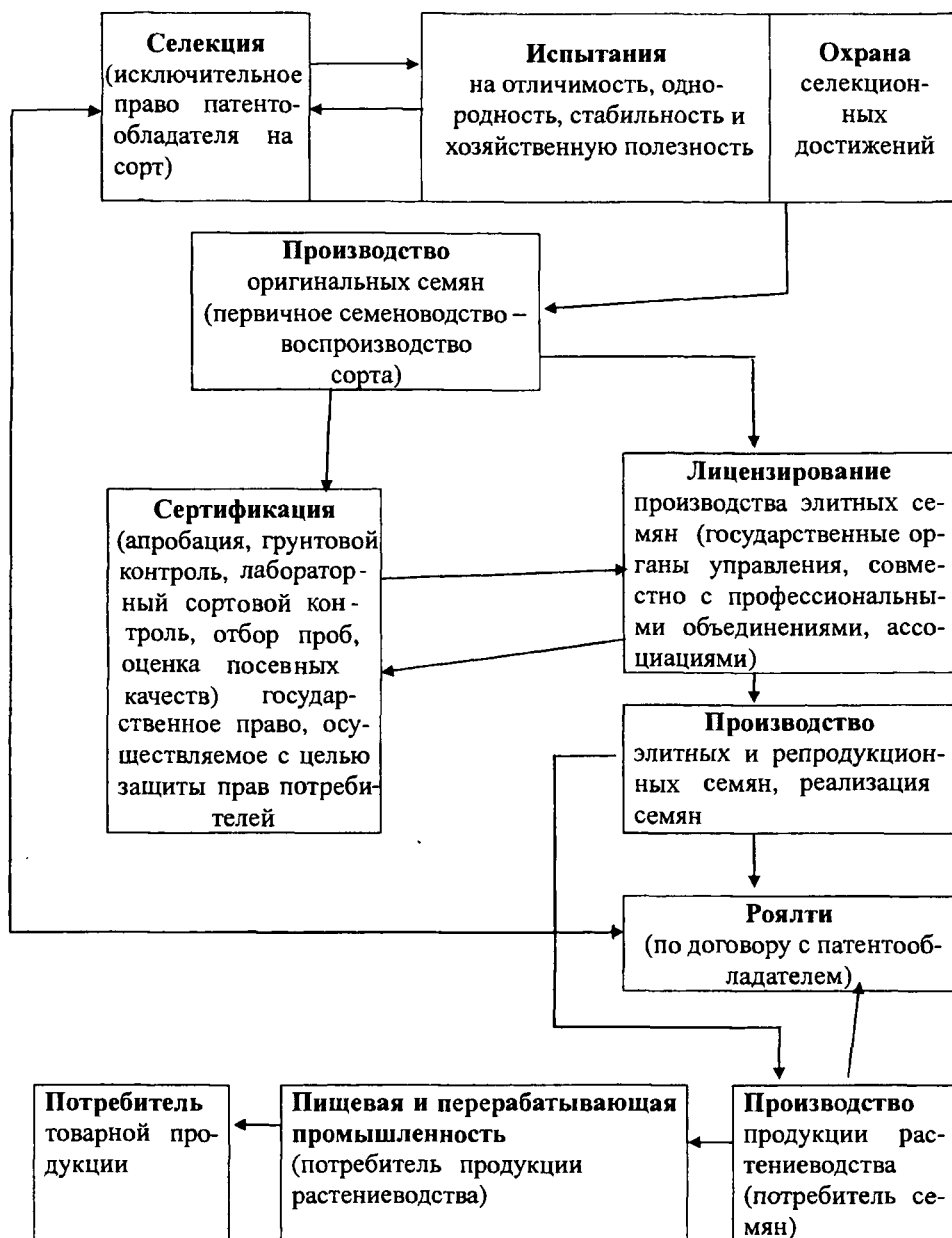 Селекция
(исключительное
право патенто-
обладателя на
сорт)
Испытания
на отличимость, одно-
родность, стабильность и
хозяйственную полезность
Охрана
селекцион-
ных
достижений
Производство
оригинальных семян
(первичное семеноводство –
воспроизводство
сорта)
Сертификация
(апробация, грунтовой
контроль, лаборатор-
ный сортовой кон-
троль, отбор проб,
оценка посевных
качеств) государ-
ственное право, осу-
ществляемое с целью
защиты прав потреби-
телей
Лицензирование
производства элитных се-
мян (государственные ор-
ганы управления, совме-
стно с профессиональны-
ми объединениями, ассо-
циациями)
Производство
элитных и репродукцион-
ных семян, реализация
семян
Роялти
(по договору с патентооб-
ладателем)
Потребитель
товарной про-
дукции
Пищевая и перерабатывающая
промышленность
(потребитель продукции
растениеводства)
Производство
продукции рас-
тениеводства
(потребитель се-
мян)